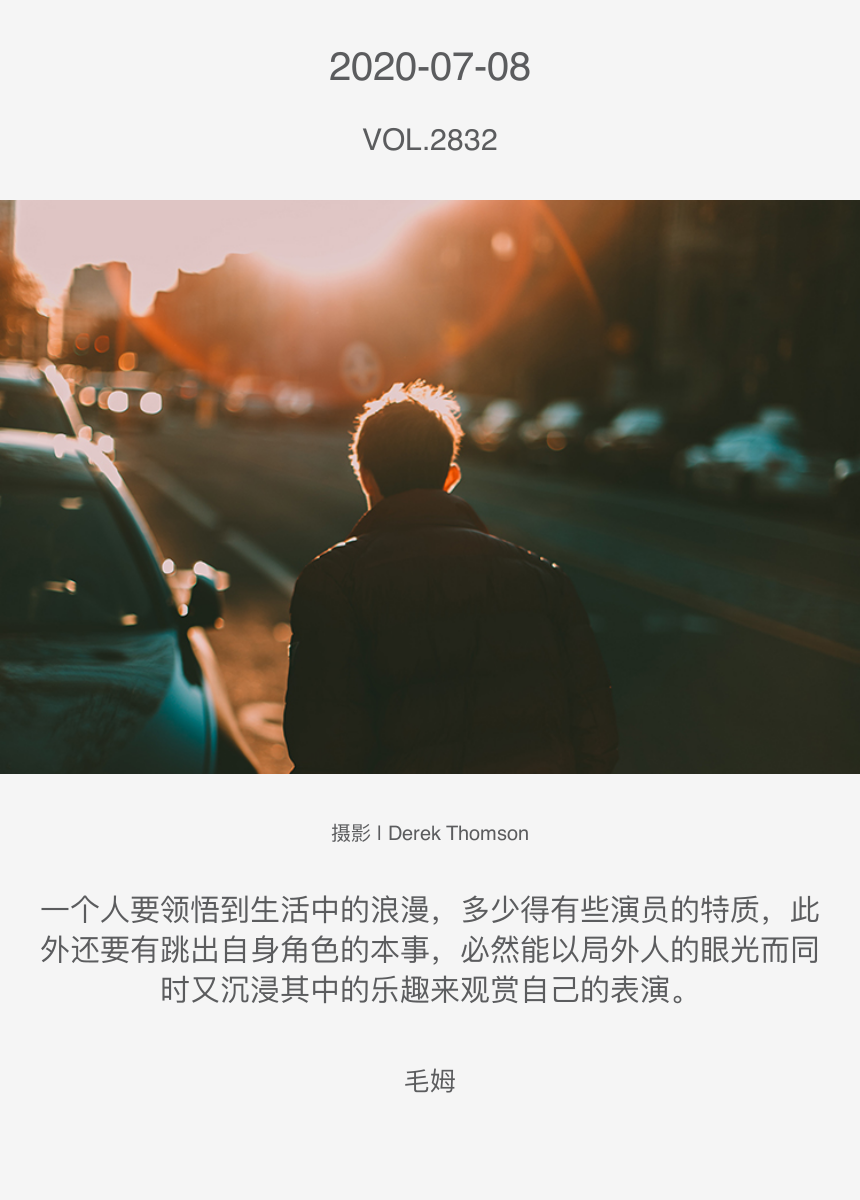 2020-07-08
VOL.2832
摄影 l Derek Thomson
一个人要领悟到生活中的浪漫，多少得有些演员的特质，此
外还要有跳出自身角色的本事，必然能以局外人的眼光而同
时又沉浸其中的乐趣来观赏自己的表演。
毛姆